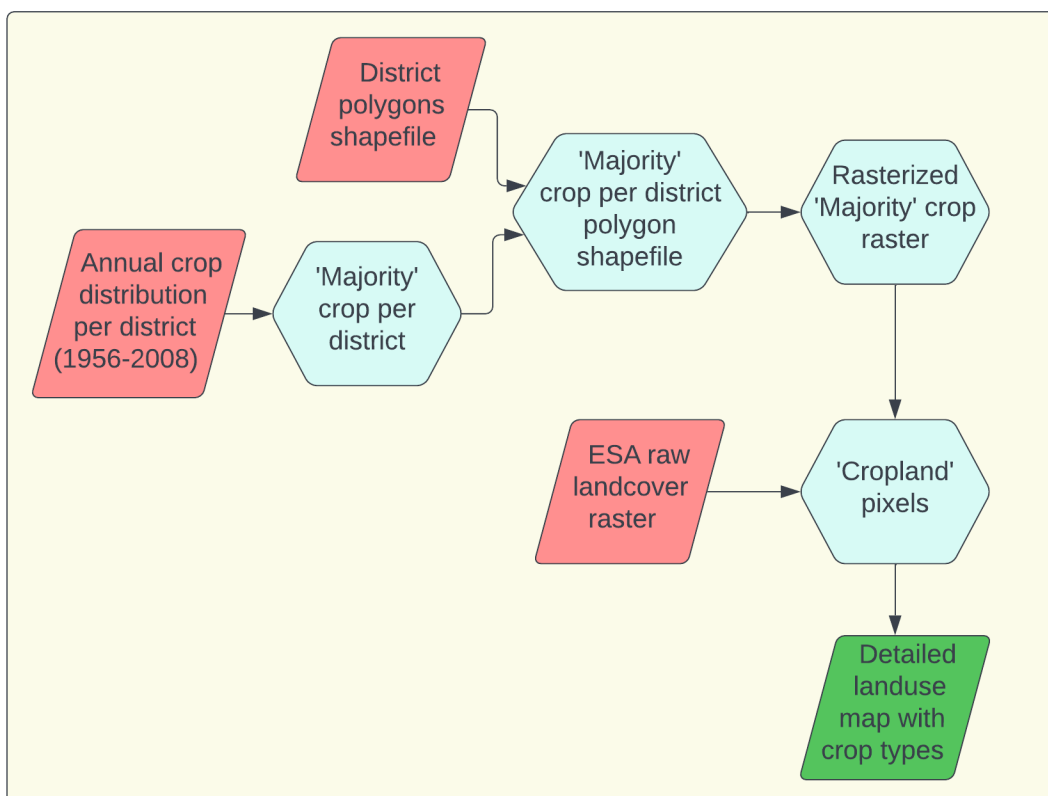 District
polygons
shapefile
'Majority'
crop per district
polygon
shapefile
Rasterized
'Majority' crop
raster
Annual crop
distribution
per district
(1956-2008)
'Majority'
crop per
district
ESA raw
landcover
raster
'Cropland'
pixels
Detailed
landuse
map with
crop types